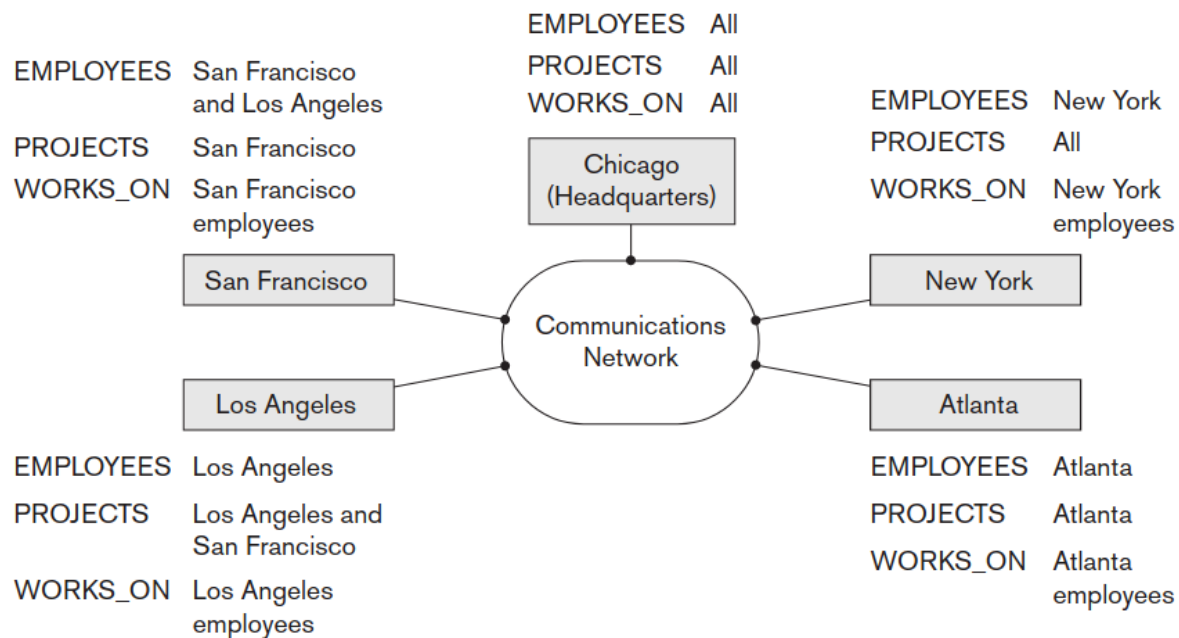 EMPLOYEES All
PROJECTS All
WORKS_ON All
Chicago
(Headquarters)
EMPLOYEES San Francisco
and Los Angeles
PROJECTS San Francisco
WORKS_ON San Francisco
employees
San Francisco
EMPLOYEES New York
PROJECTS All
WORKS_ON New York
employees
New York
Communications
Network
Los Angeles
EMPLOYEES Los Angeles
PROJECTS Los Angeles and
San Francisco
WORKS_ON Los Angeles
employees
Atlanta
EMPLOYEES Atlanta
PROJECTS Atlanta
WORKS_ON Atlanta
employees